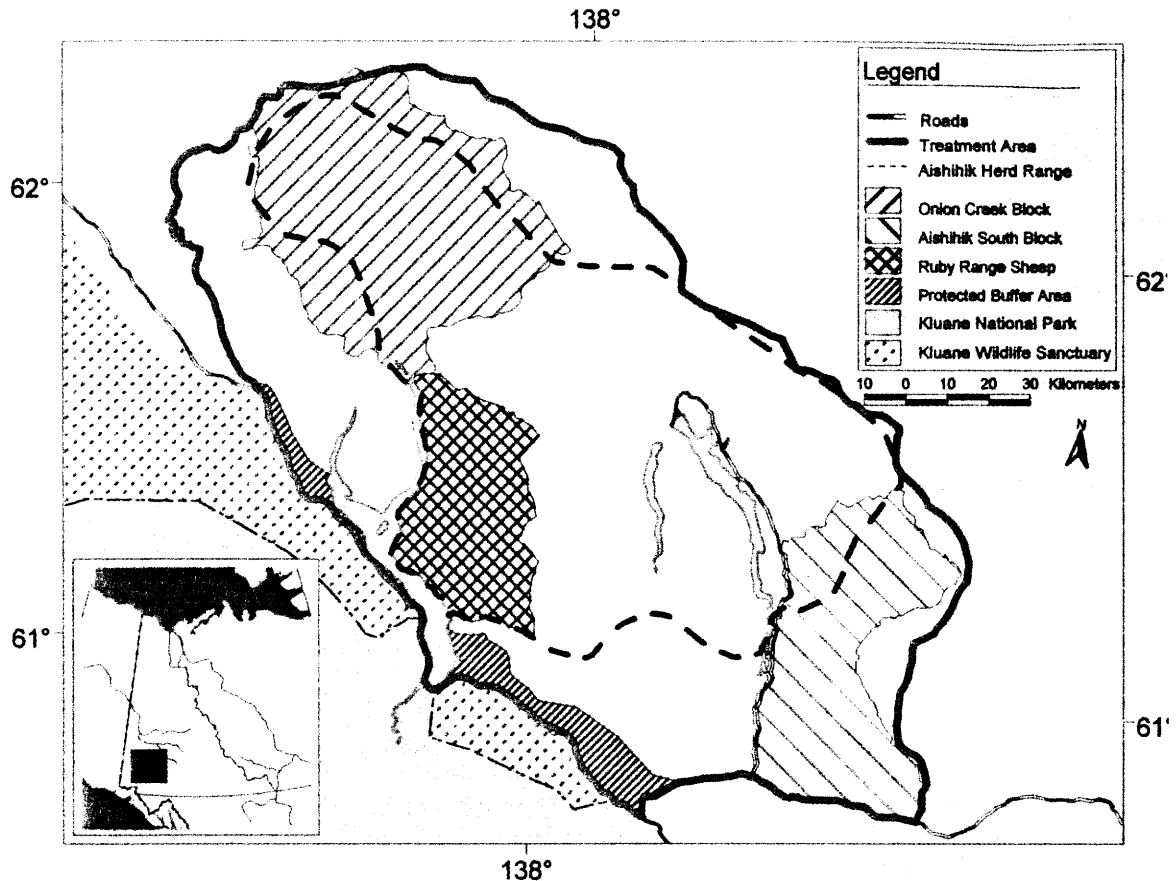 138°
Legend
Roads
Treatment Area
Aishihik Herd Range
Onion Creek Block
Aishihik South Block
Ruby Range Sheep
Protected Buffer Area
Kluane National Park
Kluane Wildlife Sanctuary
10 0 10 20 30 Kilometers
N
62°
62°
61°
61°
138°